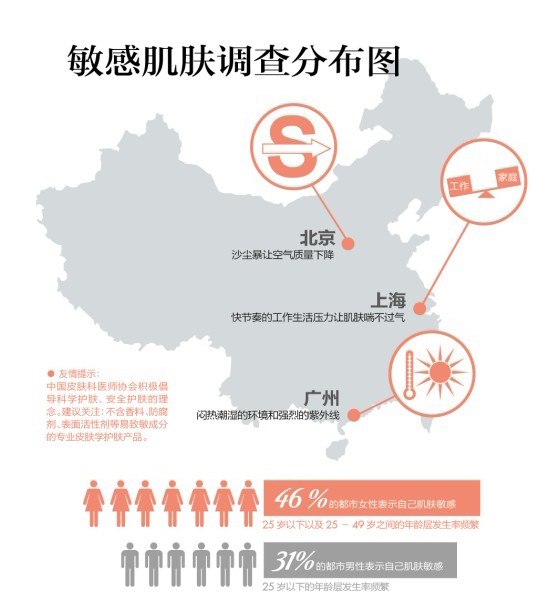 敏感肌肤调查分布图
S
工作
家庭
北京
沙尘暴让空气质量下降
上海
快节奏的工作生活压力让肌肤喘不过气
广州
闷热潮湿的环境和强烈的紫外线
● 友情提示:
中国皮肤科医师协会积极倡
导科学护肤、安全护肤的理
念。建议关注:不含香料、防腐
剂、表面活性剂等易致敏成分
的专业皮肤学护肤产品。
46 %的都市女性表示自己肌肤敏感
25 岁以下以及 25 - 49 岁之间的年龄层发生率频繁
31%的都市男性表示自己肌肤敏感
25 岁以下的年龄层发生率频繁